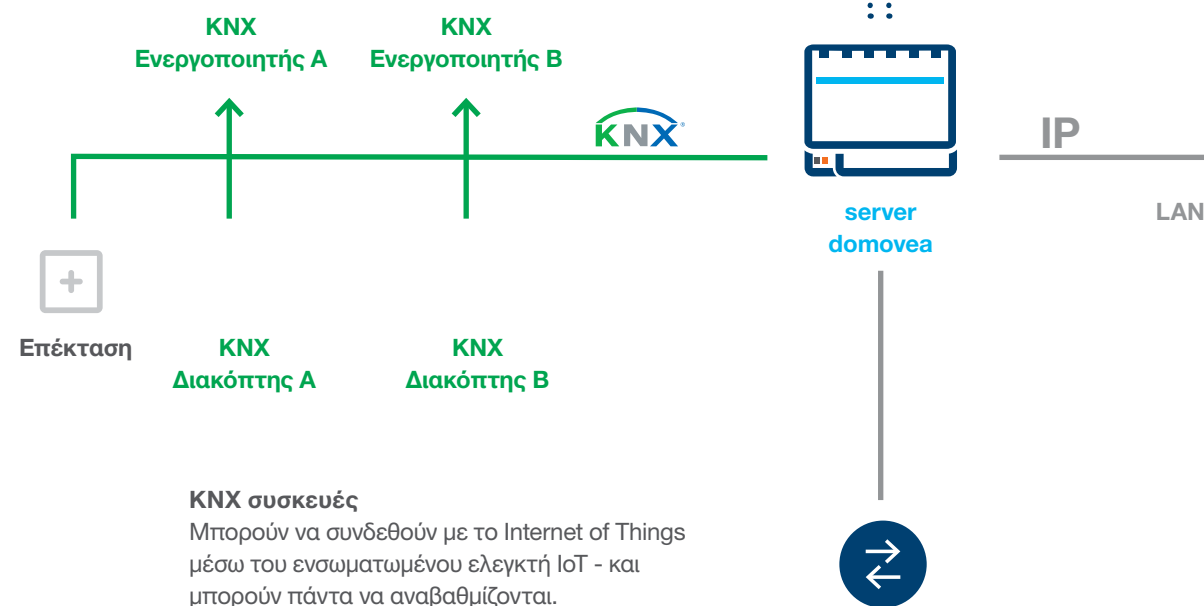 KNX
Ενεργοποιητής Α
KNX
Ενεργοποιητής Β
KNX®
IP
server
domovea
LAN
Επέκταση
KNX
Διακόπτης Α
KNX
Διακόπτης Β
KNX συσκευές
Μπορούν να συνδεθούν με το Internet of Things
μέσω του ενσωματωμένου ελεγκτή IoT - και
μπορούν πάντα να αναβαθμίζονται.